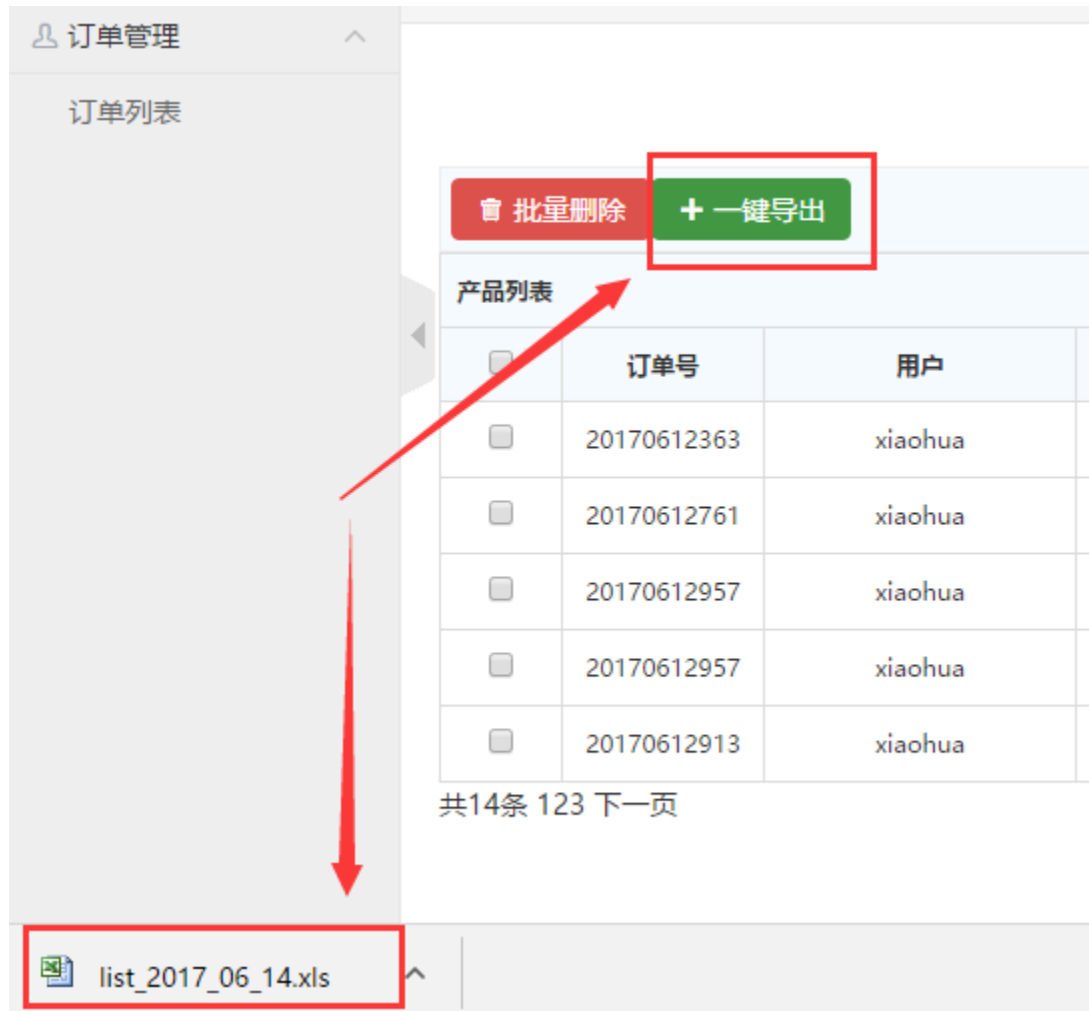 订单管理
订单列表
批量删除 一键导出
产品列表
订单号 用户
20170612363 xiaohua
20170612761 xiaohua
20170612957 xiaohua
20170612957 xiaohua
20170612913 xiaohua
共14条 123 下一页
list_2017_06_14.xls